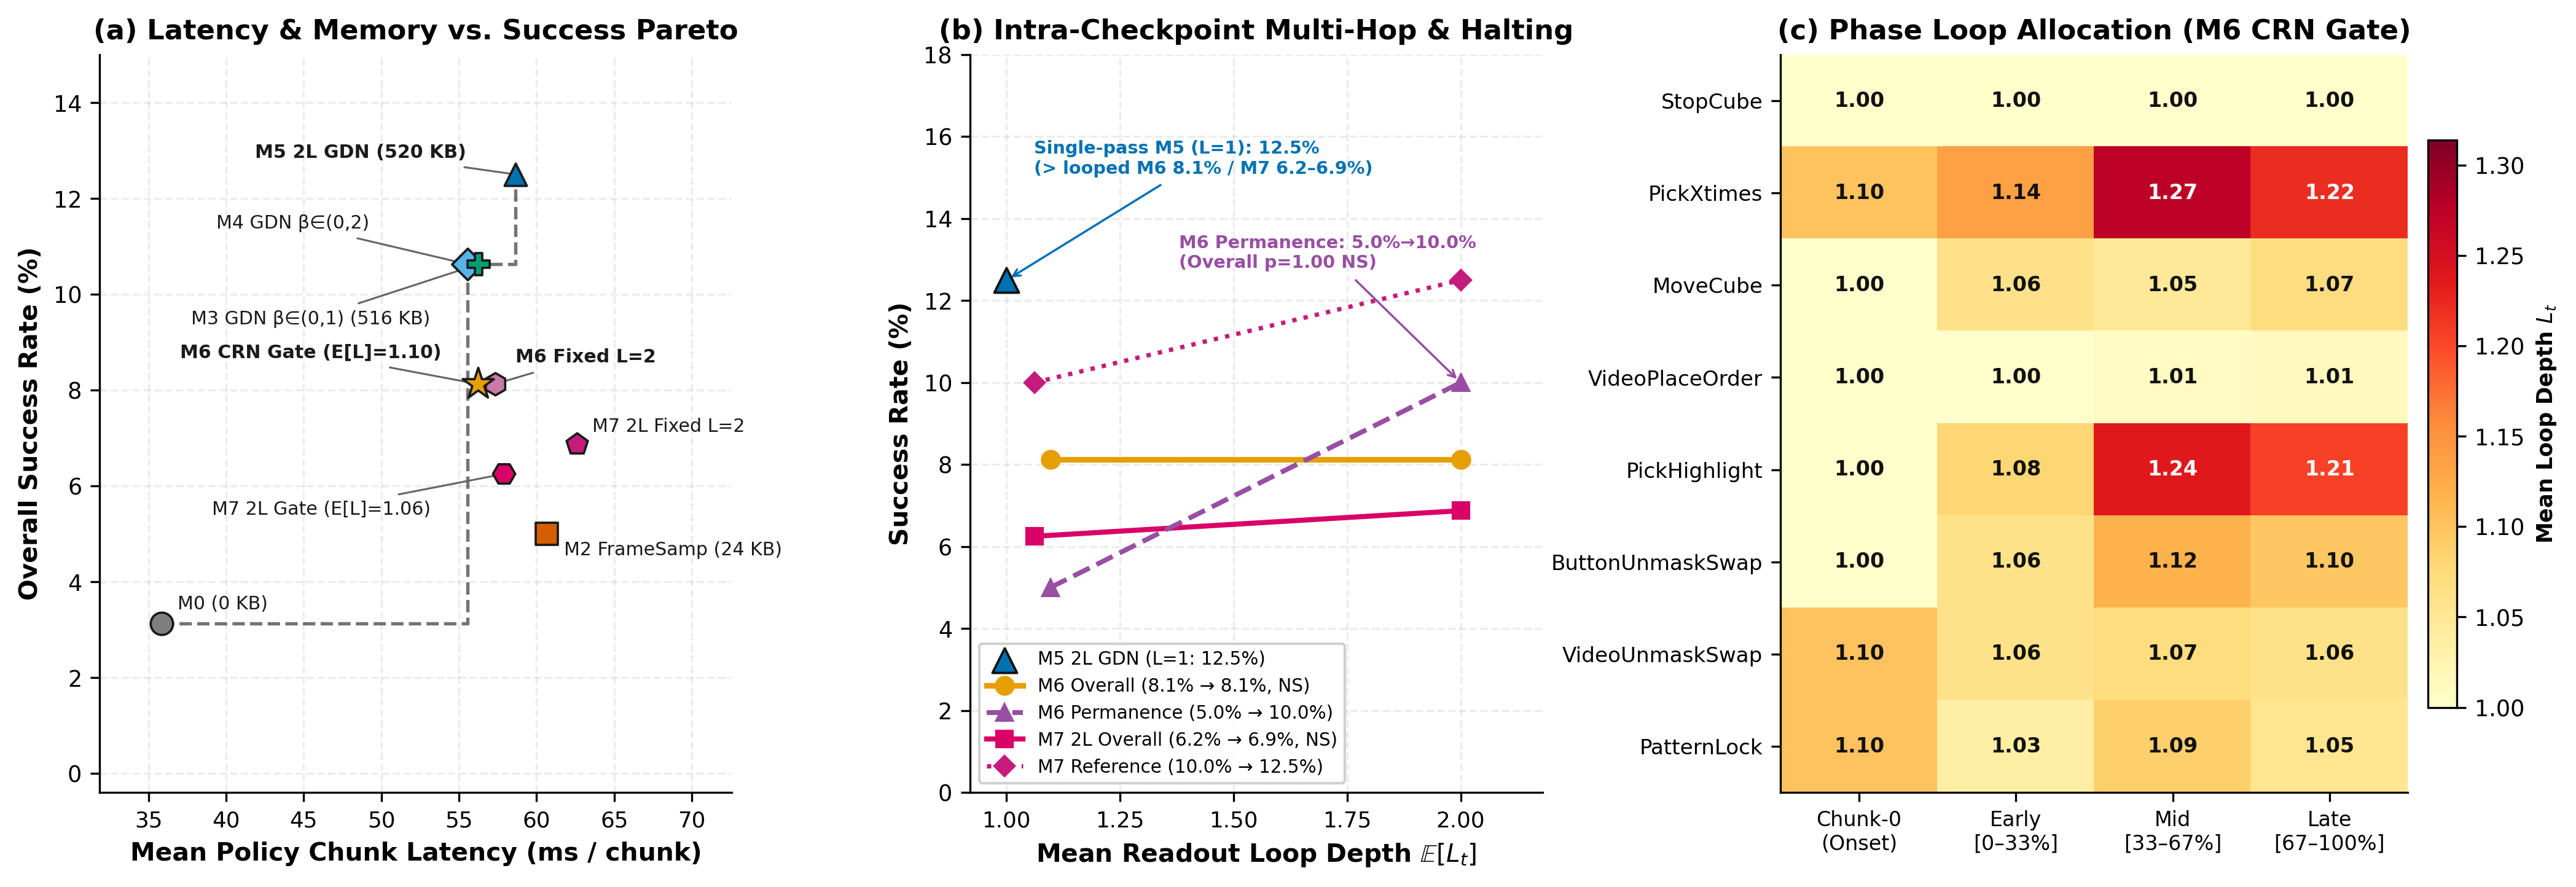 (a) Latency & Memory vs. Success Pareto
Overall Success Rate (%)
14
12
10
8
6
4
2
0
M5 2L GDN (520 KB)
M4 GDN β∈(0,2)
M3 GDN β∈(0,1) (516 KB)
M6 CRN Gate (E[L]=1.10)
M6 Fixed L=2
M7 2L Fixed L=2
M7 2L Gate (E[L]=1.06)
M2 FrameSamp (24 KB)
M0 (0 KB)
35 40 45 50 55 60 65 70
Mean Policy Chunk Latency (ms / chunk)
(b) Intra-Checkpoint Multi-Hop & Halting
Success Rate (%)
18
16
14
12
10
8
6
4
2
0
Single-pass M5 (L=1): 12.5%
(> looped M6 8.1% / M7 6.2–6.9%)
M6 Permanence: 5.0%→10.0%
(Overall p=1.00 NS)
M5 2L GDN (L=1: 12.5%)
M6 Overall (8.1% → 8.1%, NS)
M6 Permanence (5.0% → 10.0%)
M7 2L Overall (6.2% → 6.9%, NS)
M7 Reference (10.0% → 12.5%)
1.00 1.25 1.50 1.75 2.00
Mean Readout Loop Depth 𝔼[Lₜ]
(c) Phase Loop Allocation (M6 CRN Gate)
StopCube 1.00 1.00 1.00 1.00
PickXtimes 1.10 1.14 1.27 1.22
MoveCube 1.00 1.06 1.05 1.07
VideoPlaceOrder 1.00 1.00 1.01 1.01
PickHighlight 1.00 1.08 1.24 1.21
ButtonUnmaskSwap 1.00 1.06 1.12 1.10
VideoUnmaskSwap 1.10 1.06 1.07 1.06
PatternLock 1.10 1.03 1.09 1.05
Chunk-0 Early Mid Late
(Onset) [0–33%] [33–67%] [67–100%]
1.30
1.25
1.20
1.15
1.10
1.05
1.00
Mean Loop Depth Lₜ